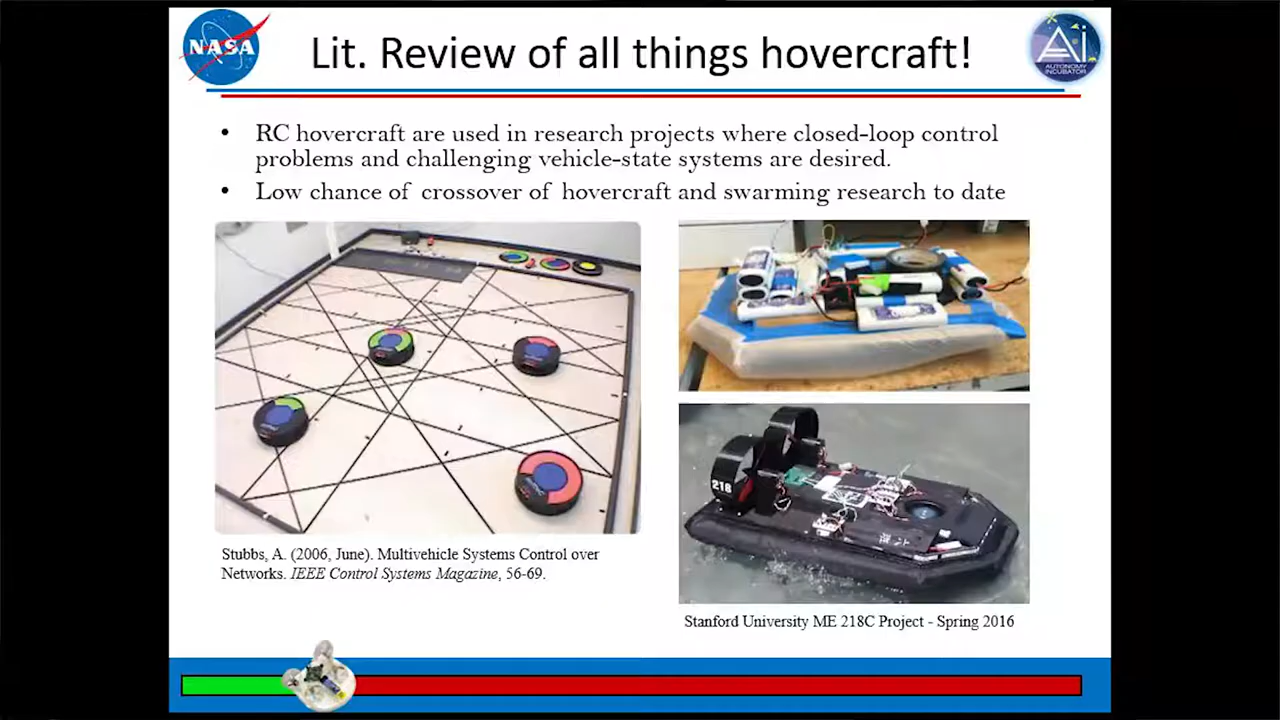 NASA
Lit. Review of all things hovercraft!
Ai
AUTONOMY
INCUBATOR
• RC hovercraft are used in research projects where closed-loop control
problems and challenging vehicle-state systems are desired.
• Low chance of crossover of hovercraft and swarming research to date
218
Stubbs, A. (2006, June). Multivehicle Systems Control over
Networks. IEEE Control Systems Magazine, 56-69.
Stanford University ME 218C Project - Spring 2016